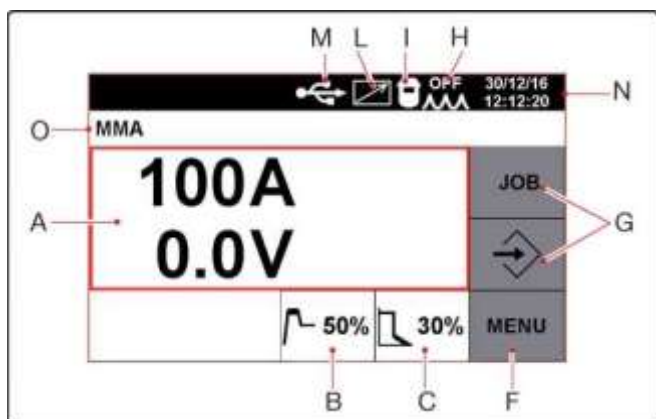 M L I H
OFF 30/12/16
12:12:20 N
O MMA
100A JOB
A G
0.0V
50% 30% MENU
B C F